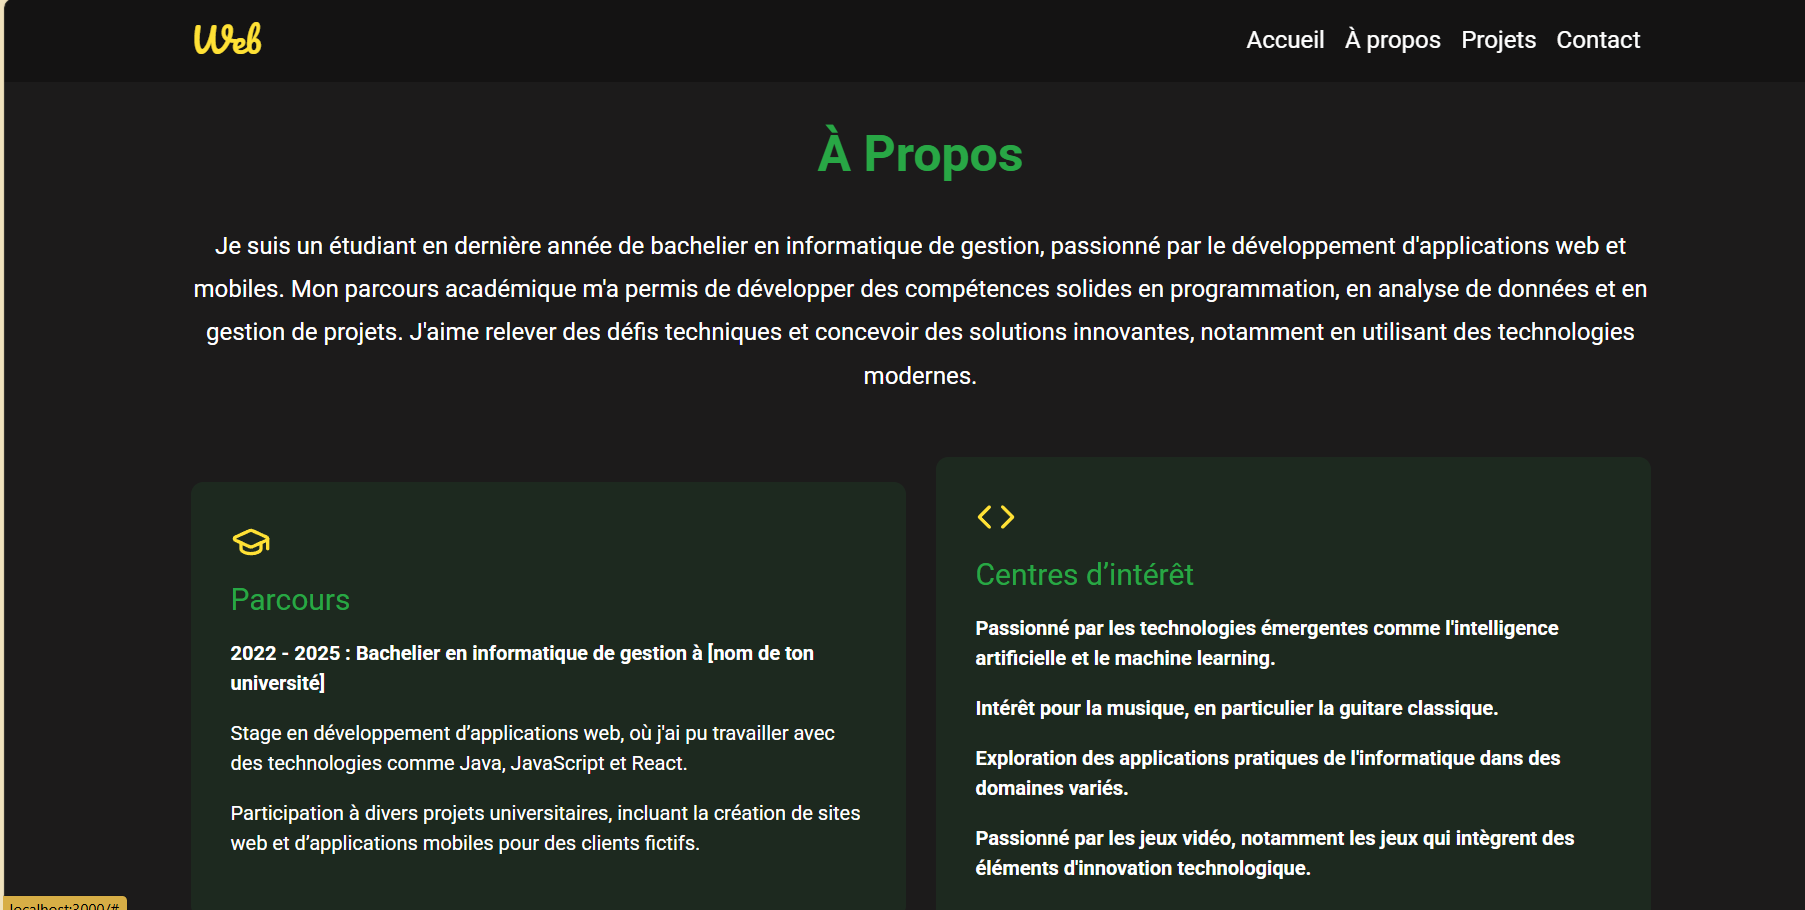 Web
Accueil À propos Projets Contact
À Propos
Je suis un étudiant en dernière année de bachelier en informatique de gestion, passionné par le développement d'applications web et
mobiles. Mon parcours académique m'a permis de développer des compétences solides en programmation, en analyse de données et en
gestion de projets. J'aime relever des défis techniques et concevoir des solutions innovantes, notamment en utilisant des technologies
modernes.
Parcours
2022 - 2025 : Bachelier en informatique de gestion à [nom de ton
université]
Stage en développement d’applications web, où j'ai pu travailler avec
des technologies comme Java, JavaScript et React.
Participation à divers projets universitaires, incluant la création de sites
web et d’applications mobiles pour des clients fictifs.
Centres d’intérêt
Passionné par les technologies émergentes comme l'intelligence
artificielle et le machine learning.
Intérêt pour la musique, en particulier la guitare classique.
Exploration des applications pratiques de l'informatique dans des
domaines variés.
Passionné par les jeux vidéo, notamment les jeux qui intègrent des
éléments d'innovation technologique.
localhost:3000/#